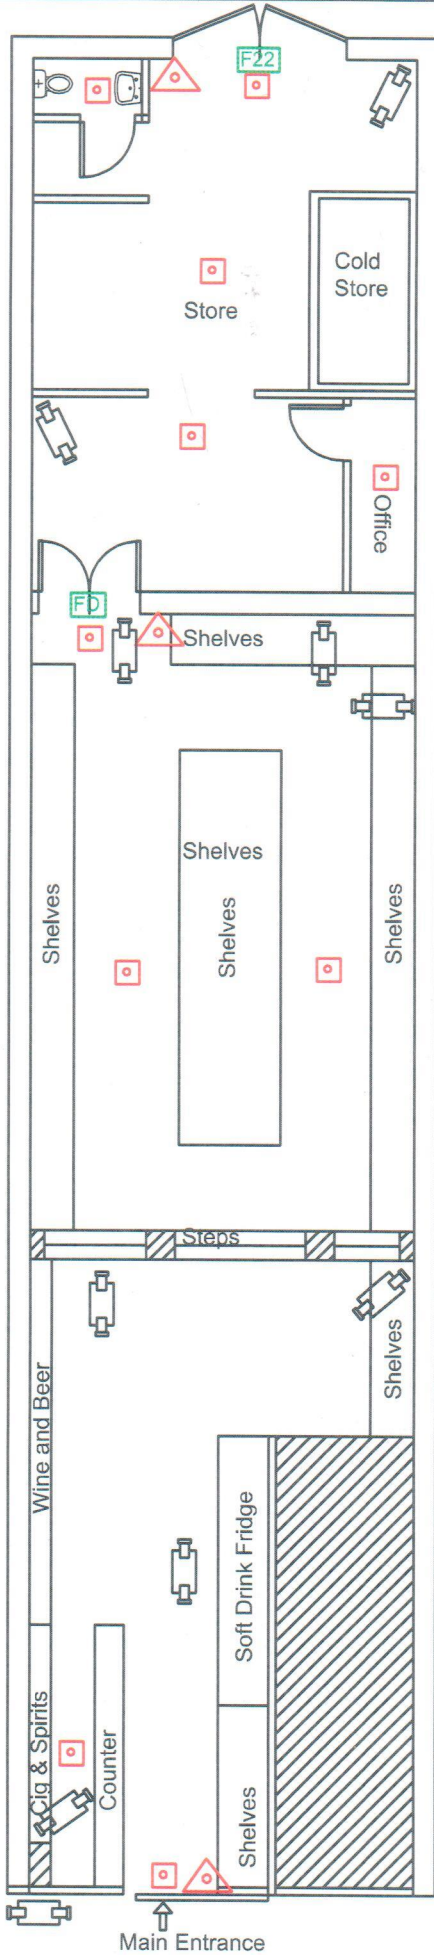 F22
Cold
Store
Store
Office
FD
Shelves
Shelves
Shelves
Shelves
Shelves
Steps
Wine and Beer
Shelves
Soft Drink Fridge
Cig & Spirits
Counter
Shelves
Main Entrance